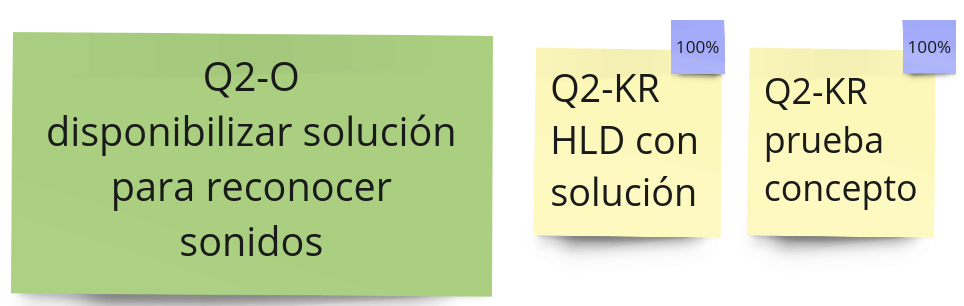 Q2-O
disponibilizar solución
para reconocer
sonidos
100%
Q2-KR
HLD con
solución
100%
Q2-KR
prueba
concepto